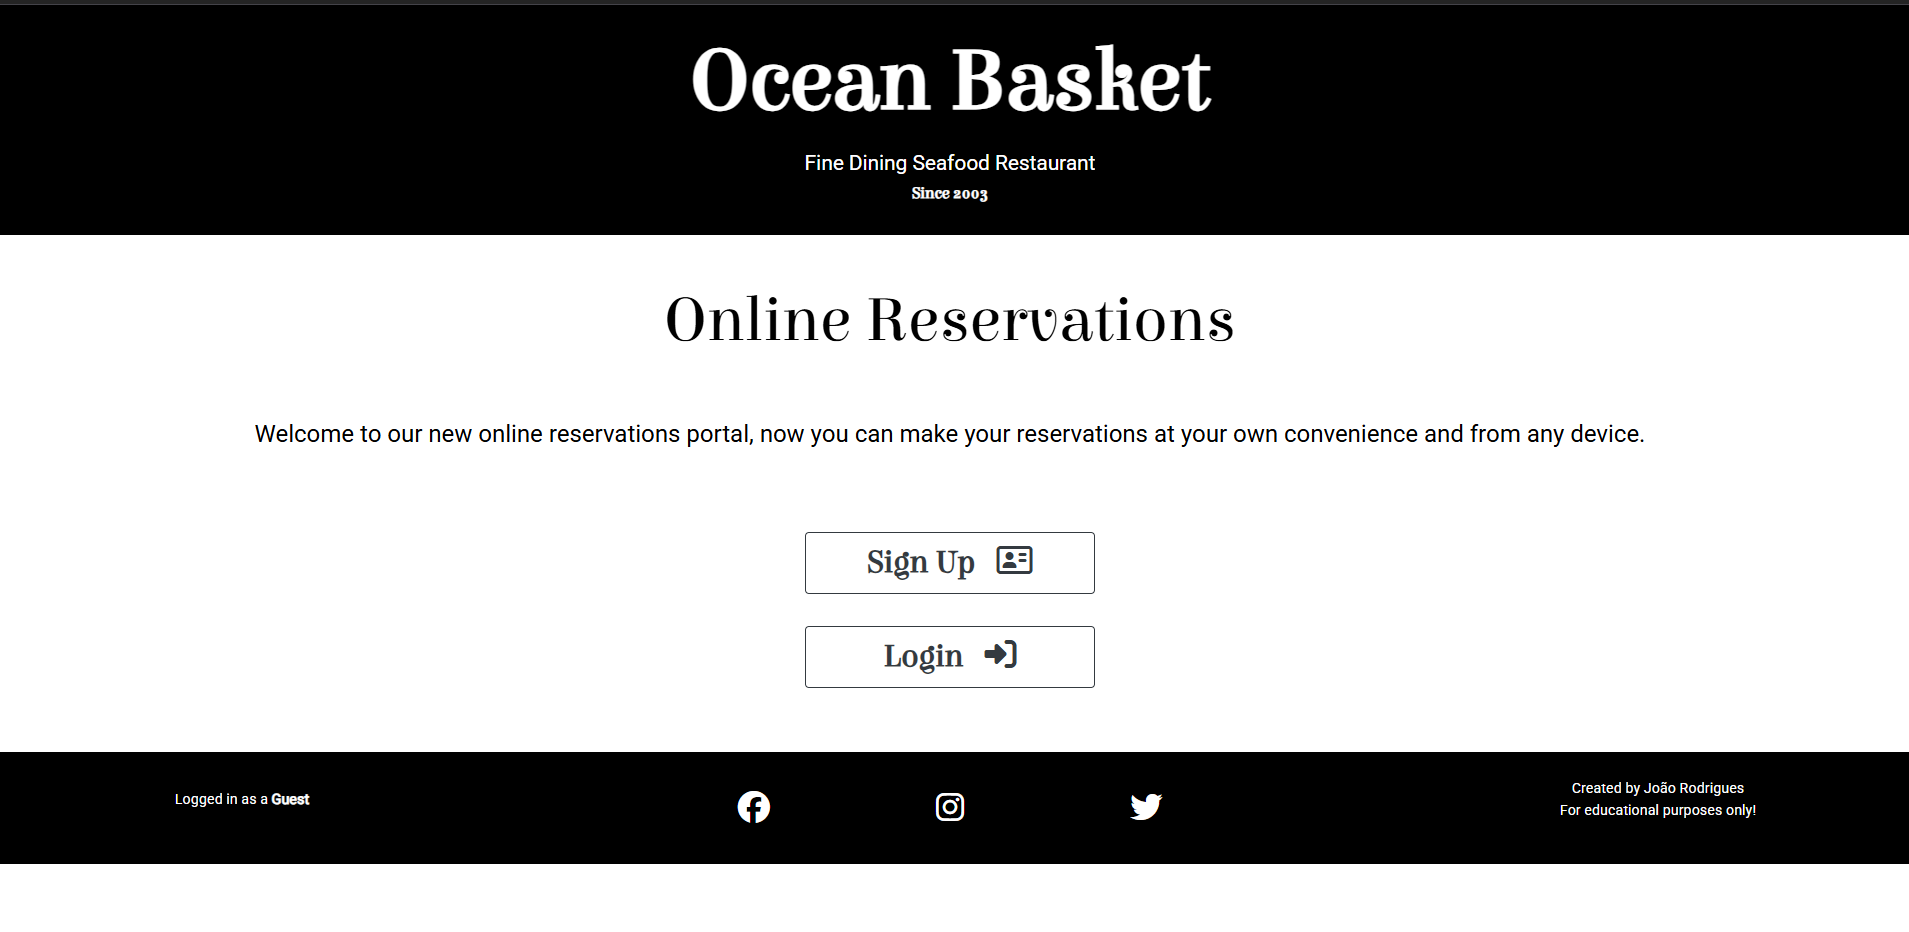 Ocean Basket
Fine Dining Seafood Restaurant
Since 2003
Online Reservations
Welcome to our new online reservations portal, now you can make your reservations at your own convenience and from any device.
Sign Up
Login
Logged in as a Guest
Created by João Rodrigues
For educational purposes only!